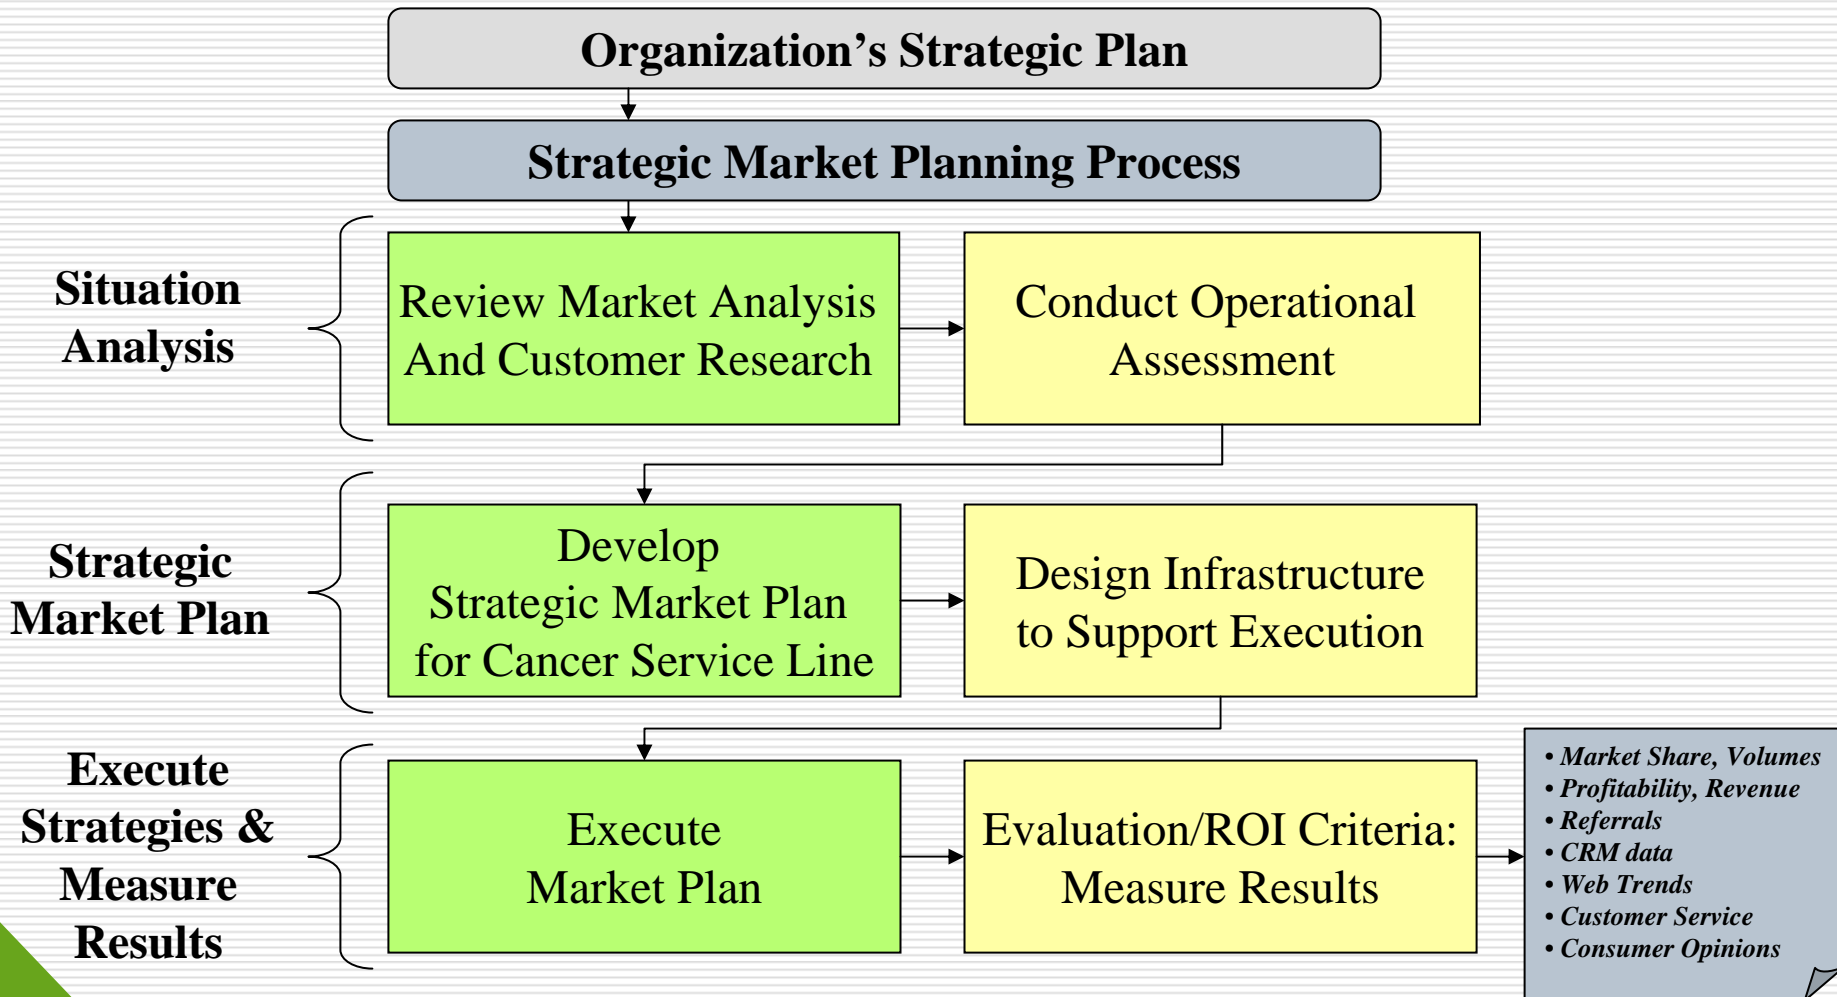 Organization’s Strategic Plan
Strategic Market Planning Process
Situation
Analysis
Review Market Analysis
And Customer Research
Conduct Operational
Assessment
Strategic
Market Plan
Develop
Strategic Market Plan
for Cancer Service Line
Design Infrastructure
to Support Execution
Execute
Strategies &
Measure
Results
Execute
Market Plan
Evaluation/ROI Criteria:
Measure Results
• Market Share, Volumes
• Profitability, Revenue
• Referrals
• CRM data
• Web Trends
• Customer Service
• Consumer Opinions